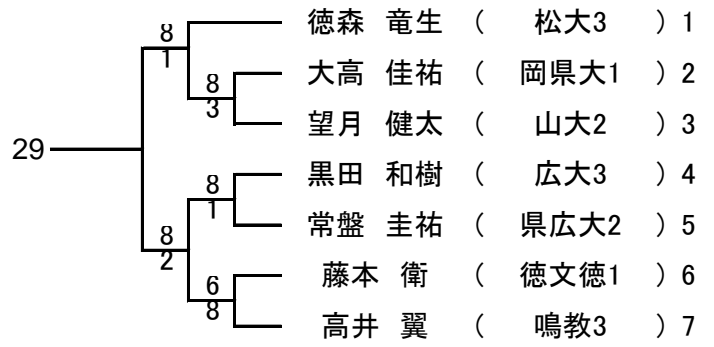 徳森 竜生 ( 松大3 ) 1
8
1
大高 佳祐 ( 岡県大1 ) 2
8
3
望月 健太 ( 山大2 ) 3
29
黒田 和樹 ( 広大3 ) 4
8
1
常盤 圭祐 ( 県広大2 ) 5
8
2
藤本 衛 ( 徳文徳1 ) 6
6
8
高井 翼 ( 鳴教3 ) 7